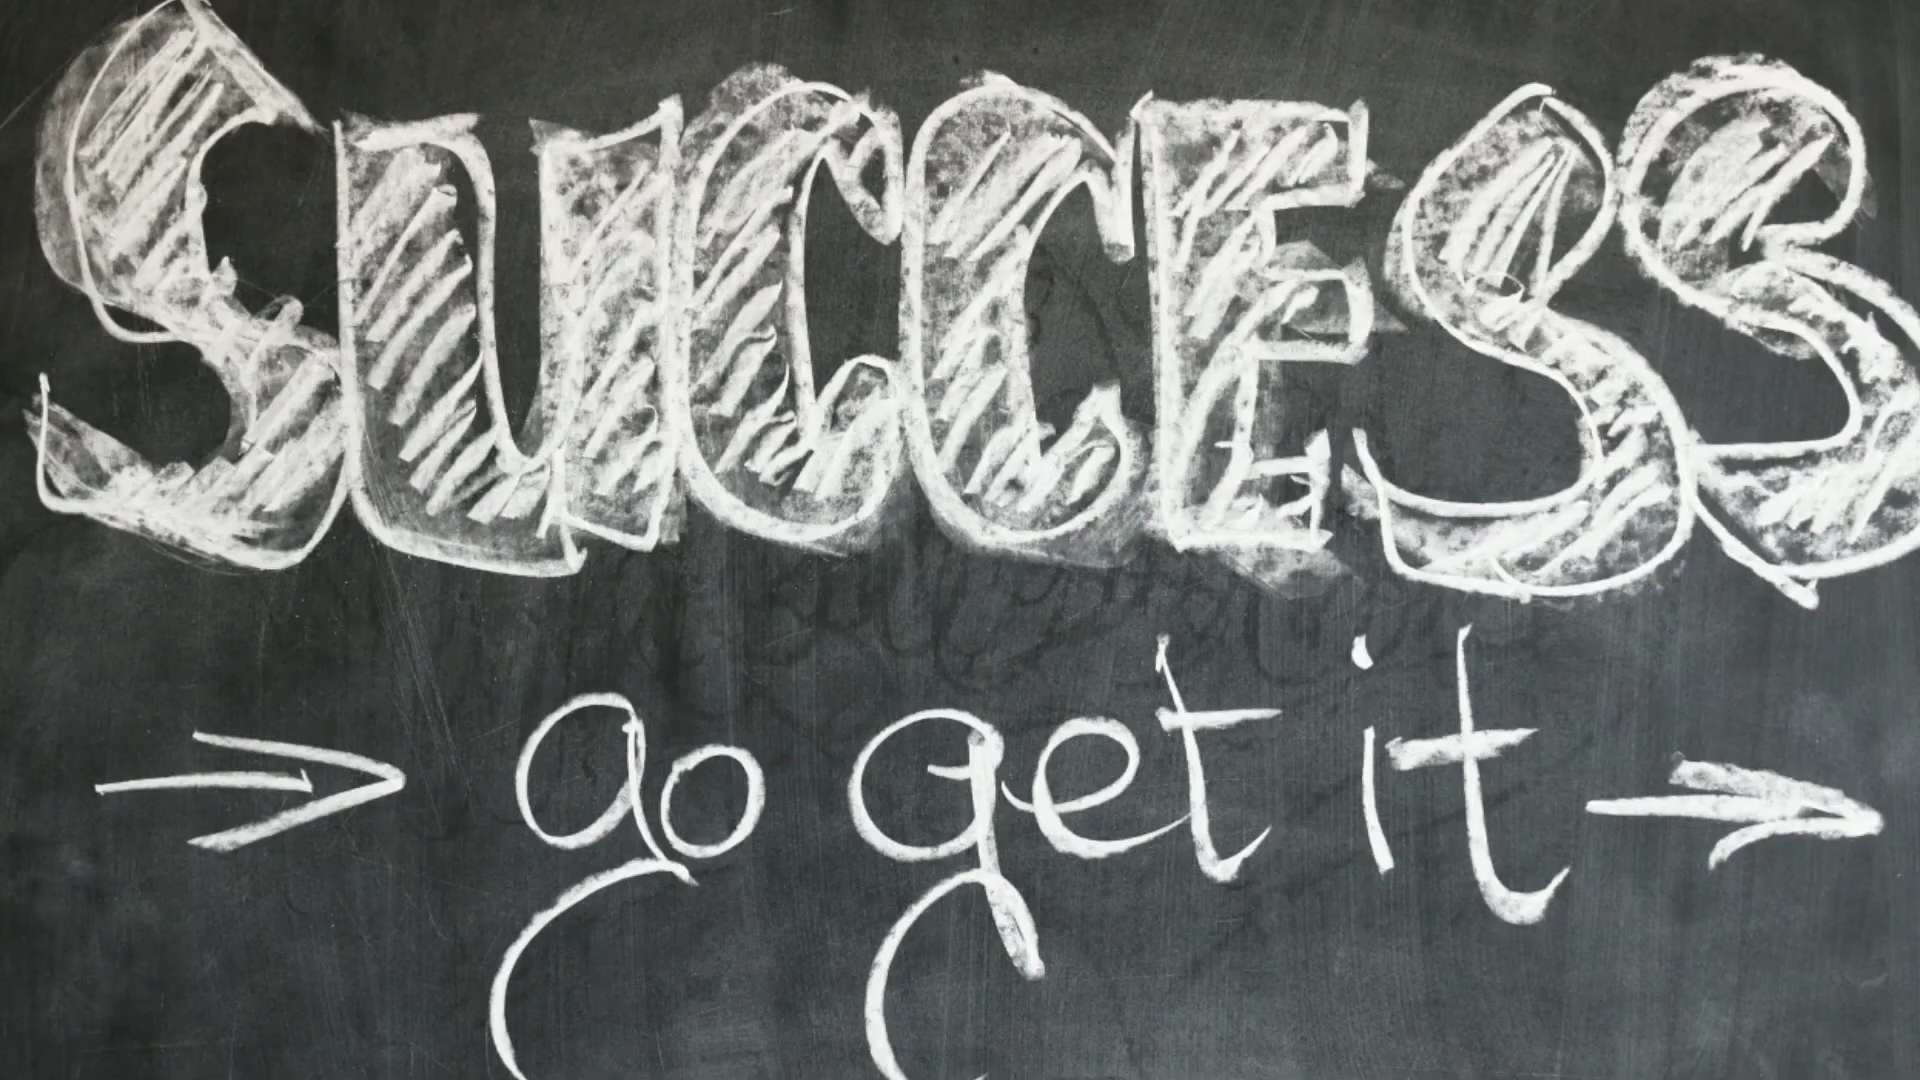 SUCCESS
→ go get it →